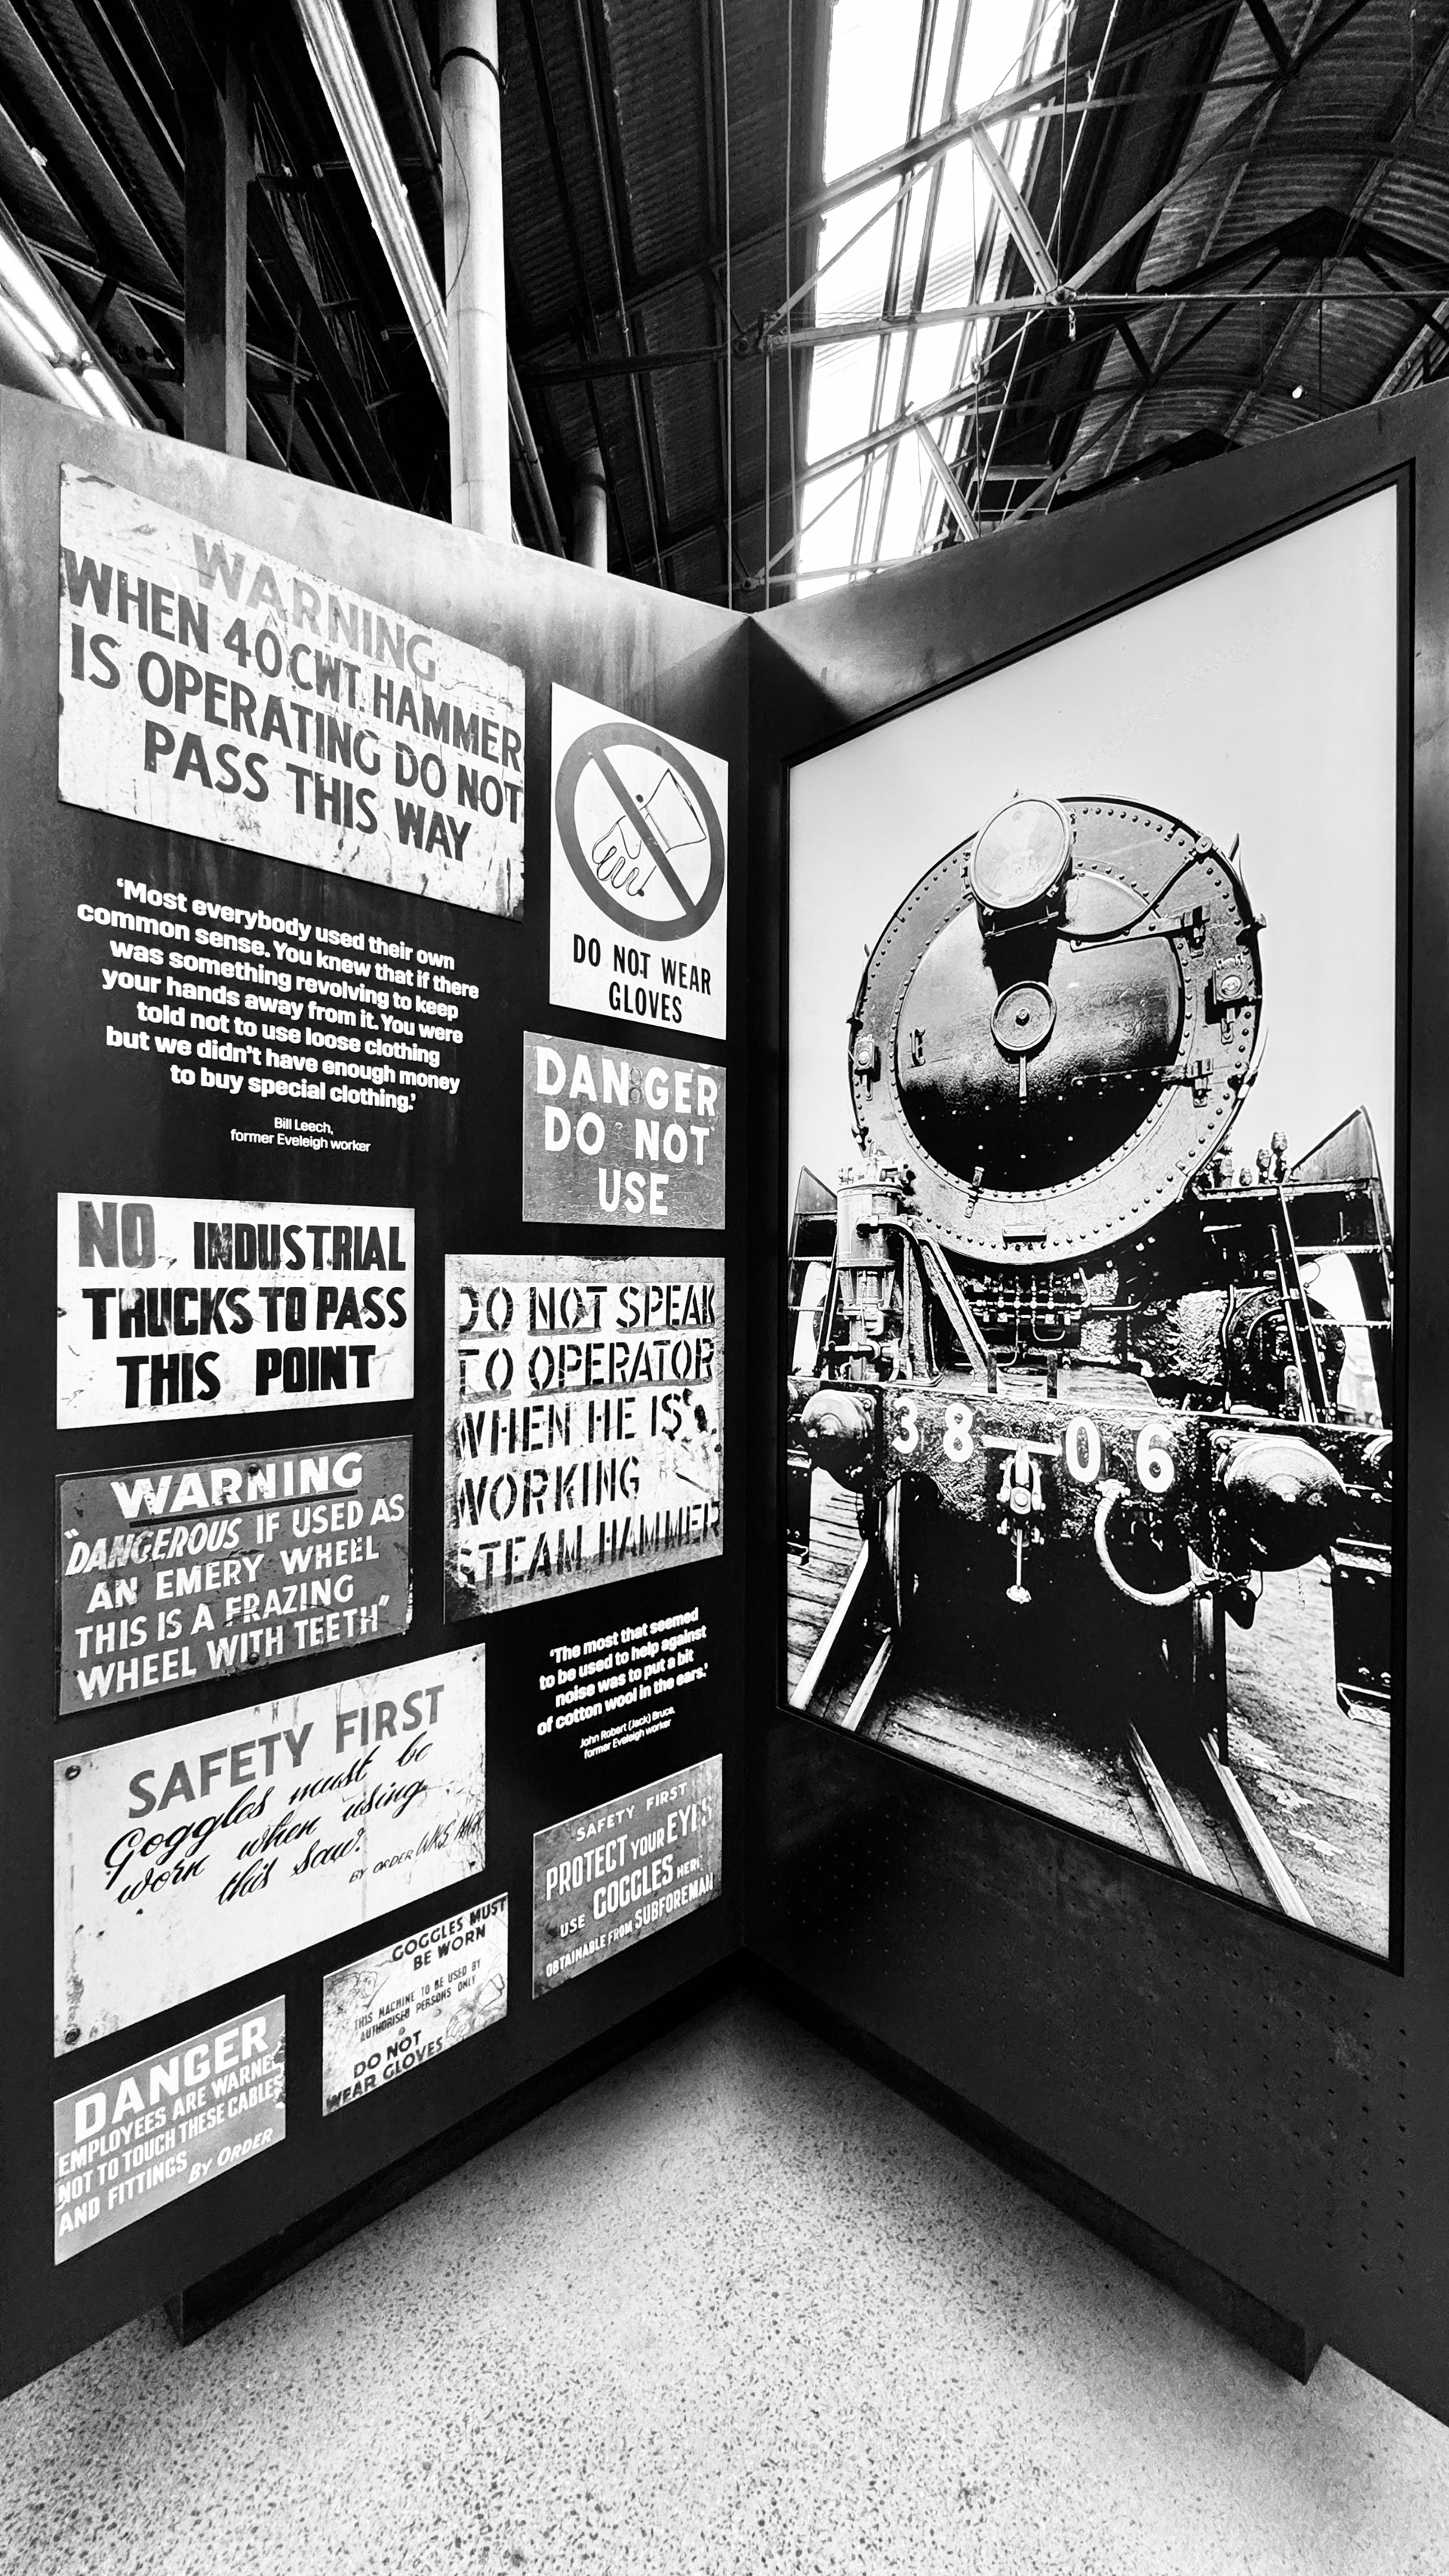 WARNING
WHEN 40CWT. HAMMER
IS OPERATING DO NOT
PASS THIS WAY
DO NOT WEAR
GLOVES
‘Most everybody used their own
common sense. You knew that if there
was something revolving to keep
your hands away from it. You were
told not to use loose clothing
but we didn’t have enough money
to buy special clothing.’
Bill Leech,
former Eveleigh worker
DANGER
DO NOT
USE
NO INDUSTRIAL
TRUCKS TO PASS
THIS POINT
DO NOT SPEAK
TO OPERATOR
WHEN HE IS
WORKING
STEAM HAMMER
WARNING
"DANGEROUS IF USED AS
AN EMERY WHEEL
THIS IS A FRAZING
WHEEL WITH TEETH"
‘The most that seemed
to be used to help against
noise was to put a bit
of cotton wool in the ears.’
John Robert (Jack) Bruce,
former Eveleigh worker
SAFETY FIRST
Goggles must be
worn when using
this saw.
BY ORDER WKS MGR
SAFETY FIRST
PROTECT YOUR EYES
USE GOGGLES HERE
OBTAINABLE FROM SUBFOREMAN
GOGGLES MUST
BE WORN
THIS MACHINE TO BE USED BY
AUTHORISED PERSONS ONLY
DO NOT
WEAR GLOVES
DANGER
EMPLOYEES ARE WARNED
NOT TO TOUCH THESE CABLES
AND FITTINGS BY ORDER
38-06